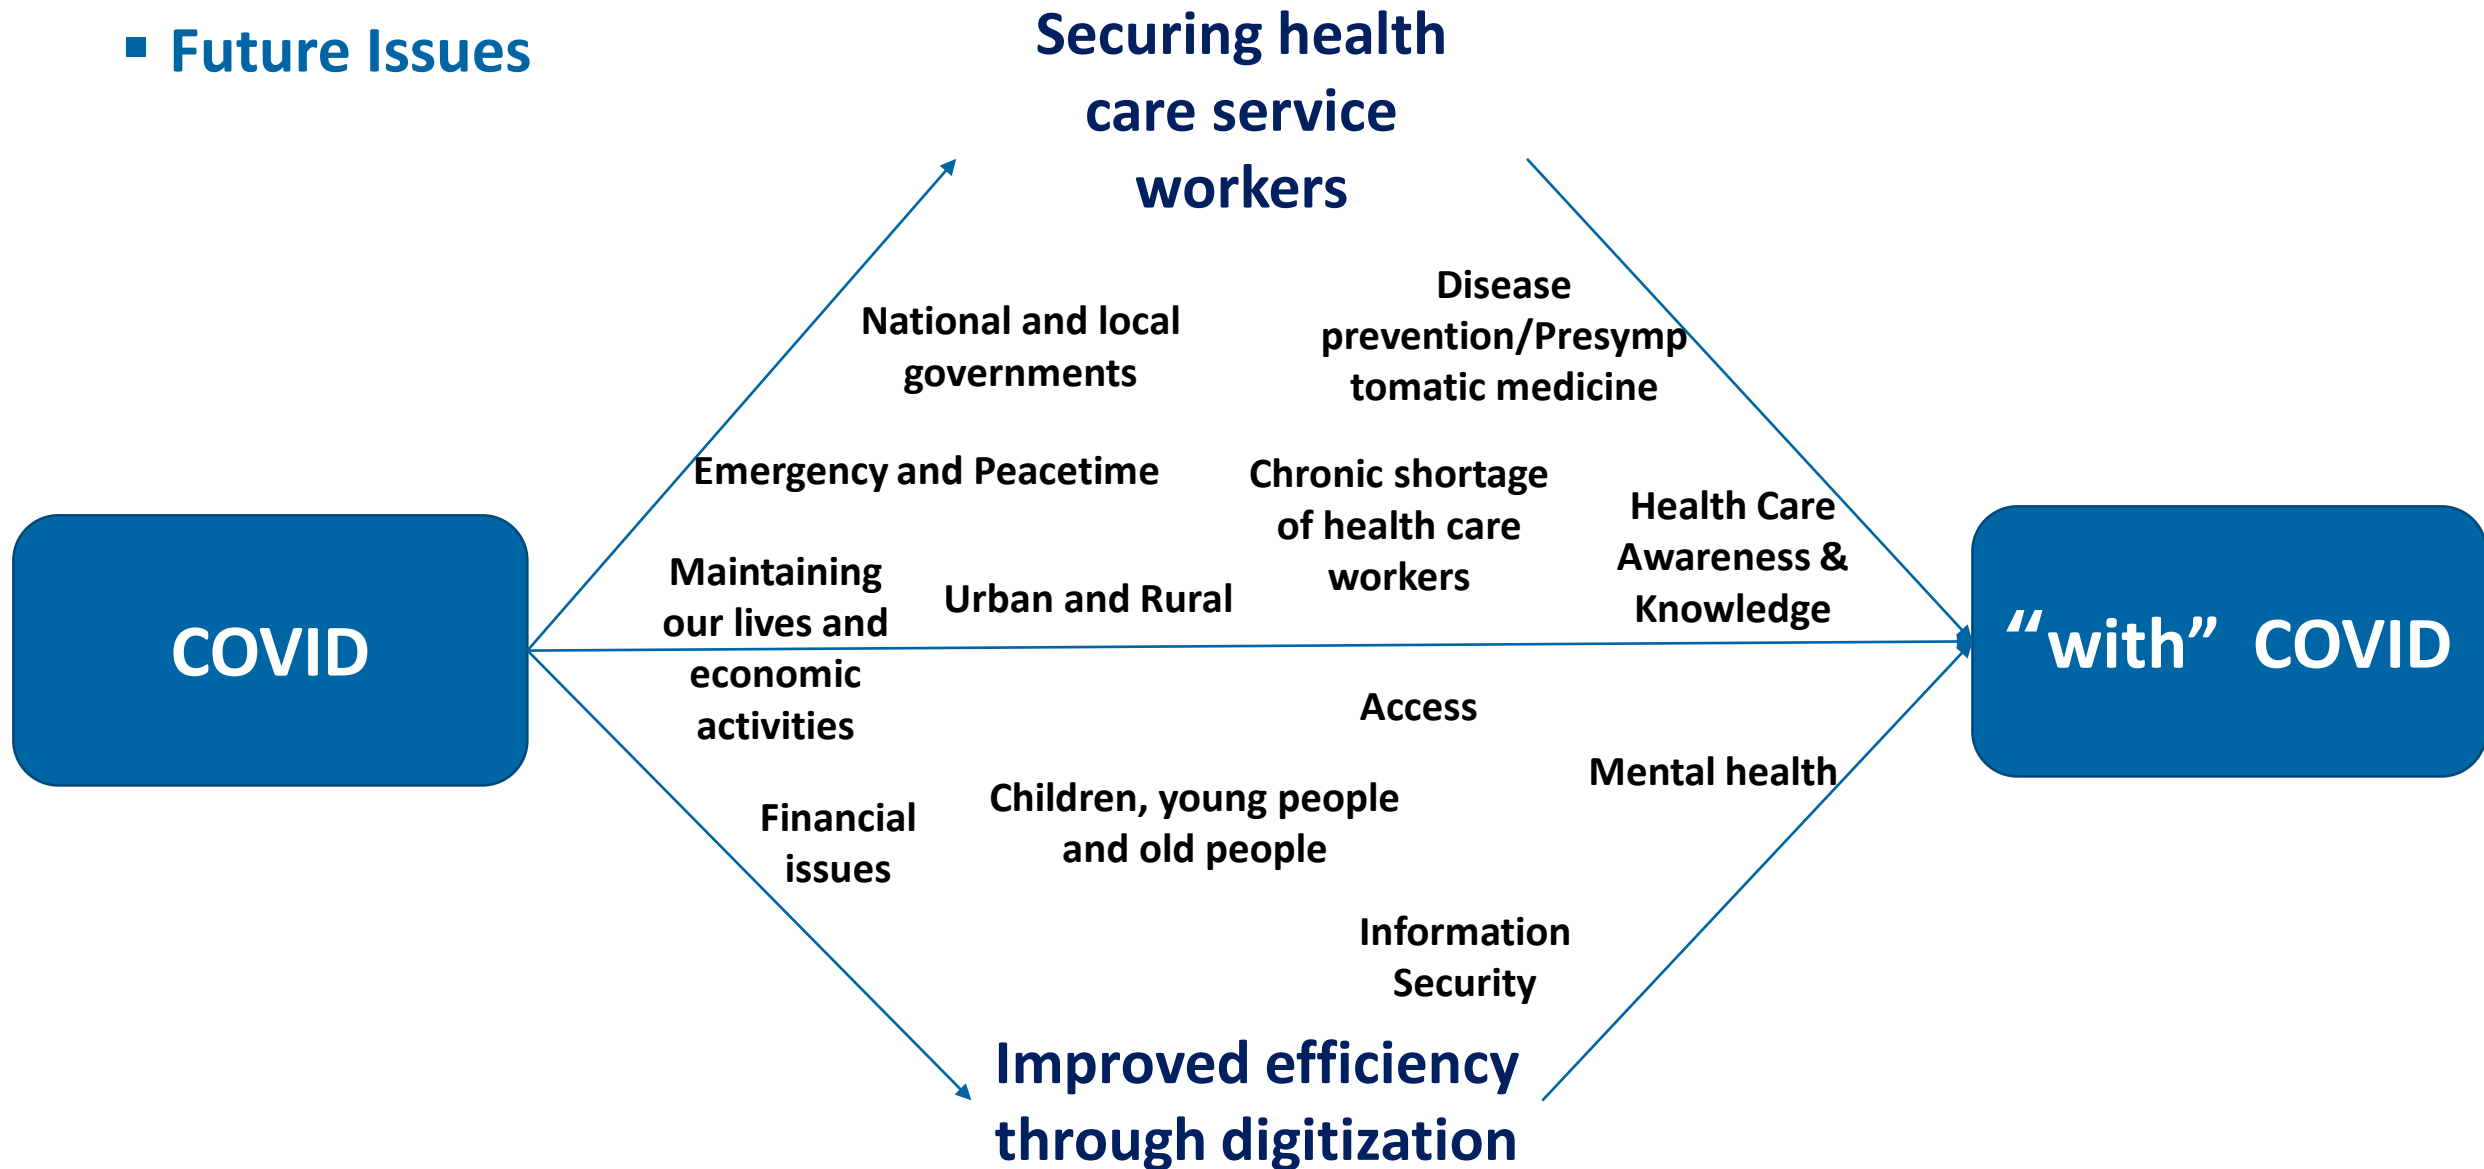 ▪ Future Issues
Securing health
care service
workers
National and local
governments
Disease
prevention/Presymp
tomatic medicine
Emergency and Peacetime
Chronic shortage
of health care
workers
Health Care
Awareness &
Knowledge
Maintaining
our lives and
economic
activities
Urban and Rural
COVID
“with” COVID
Access
Mental health
Financial
issues
Children, young people
and old people
Information
Security
Improved efficiency
through digitization